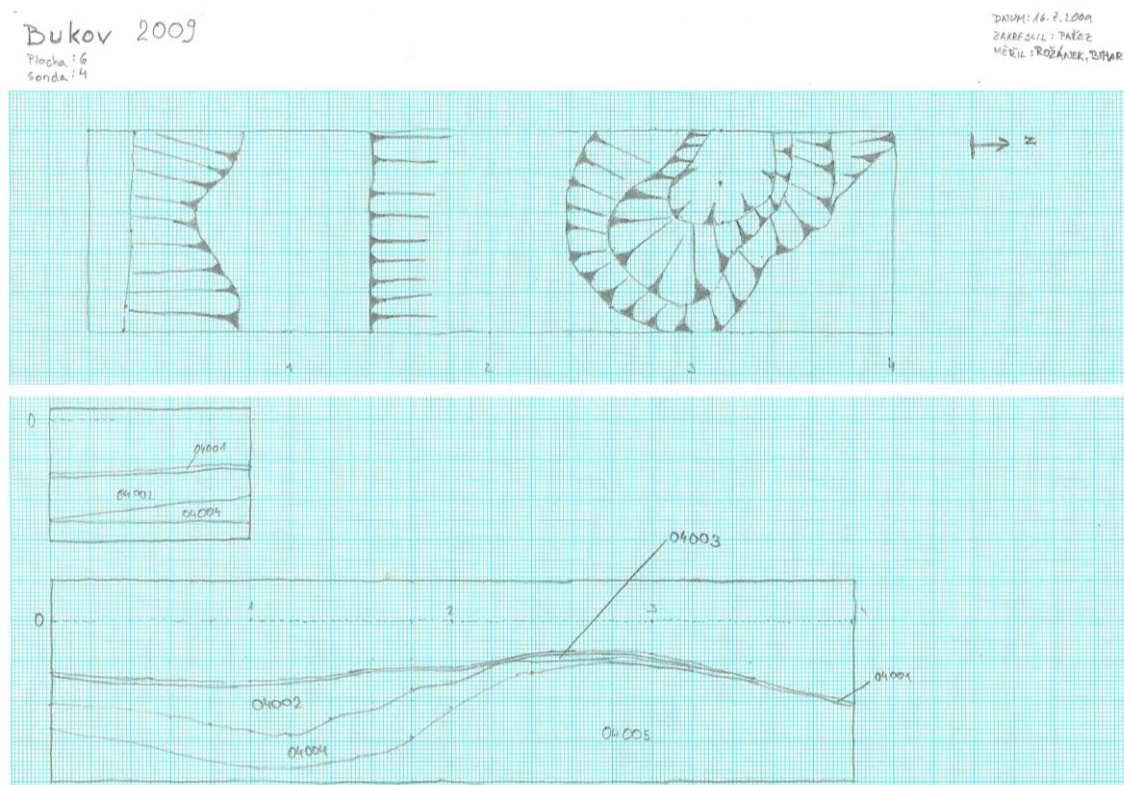 Bukov 2009
Plocha : 6
Sonda : 4
DATUM: 16. 7. 2009
ZAKRESLIL : PAŘEZ
MĚŘIL : ROŽÁNEK, BIHAR
z
1
2
3
4
0
04001
04002
04004
04003
1
2
3
4
0
04001
04002
04004
04005